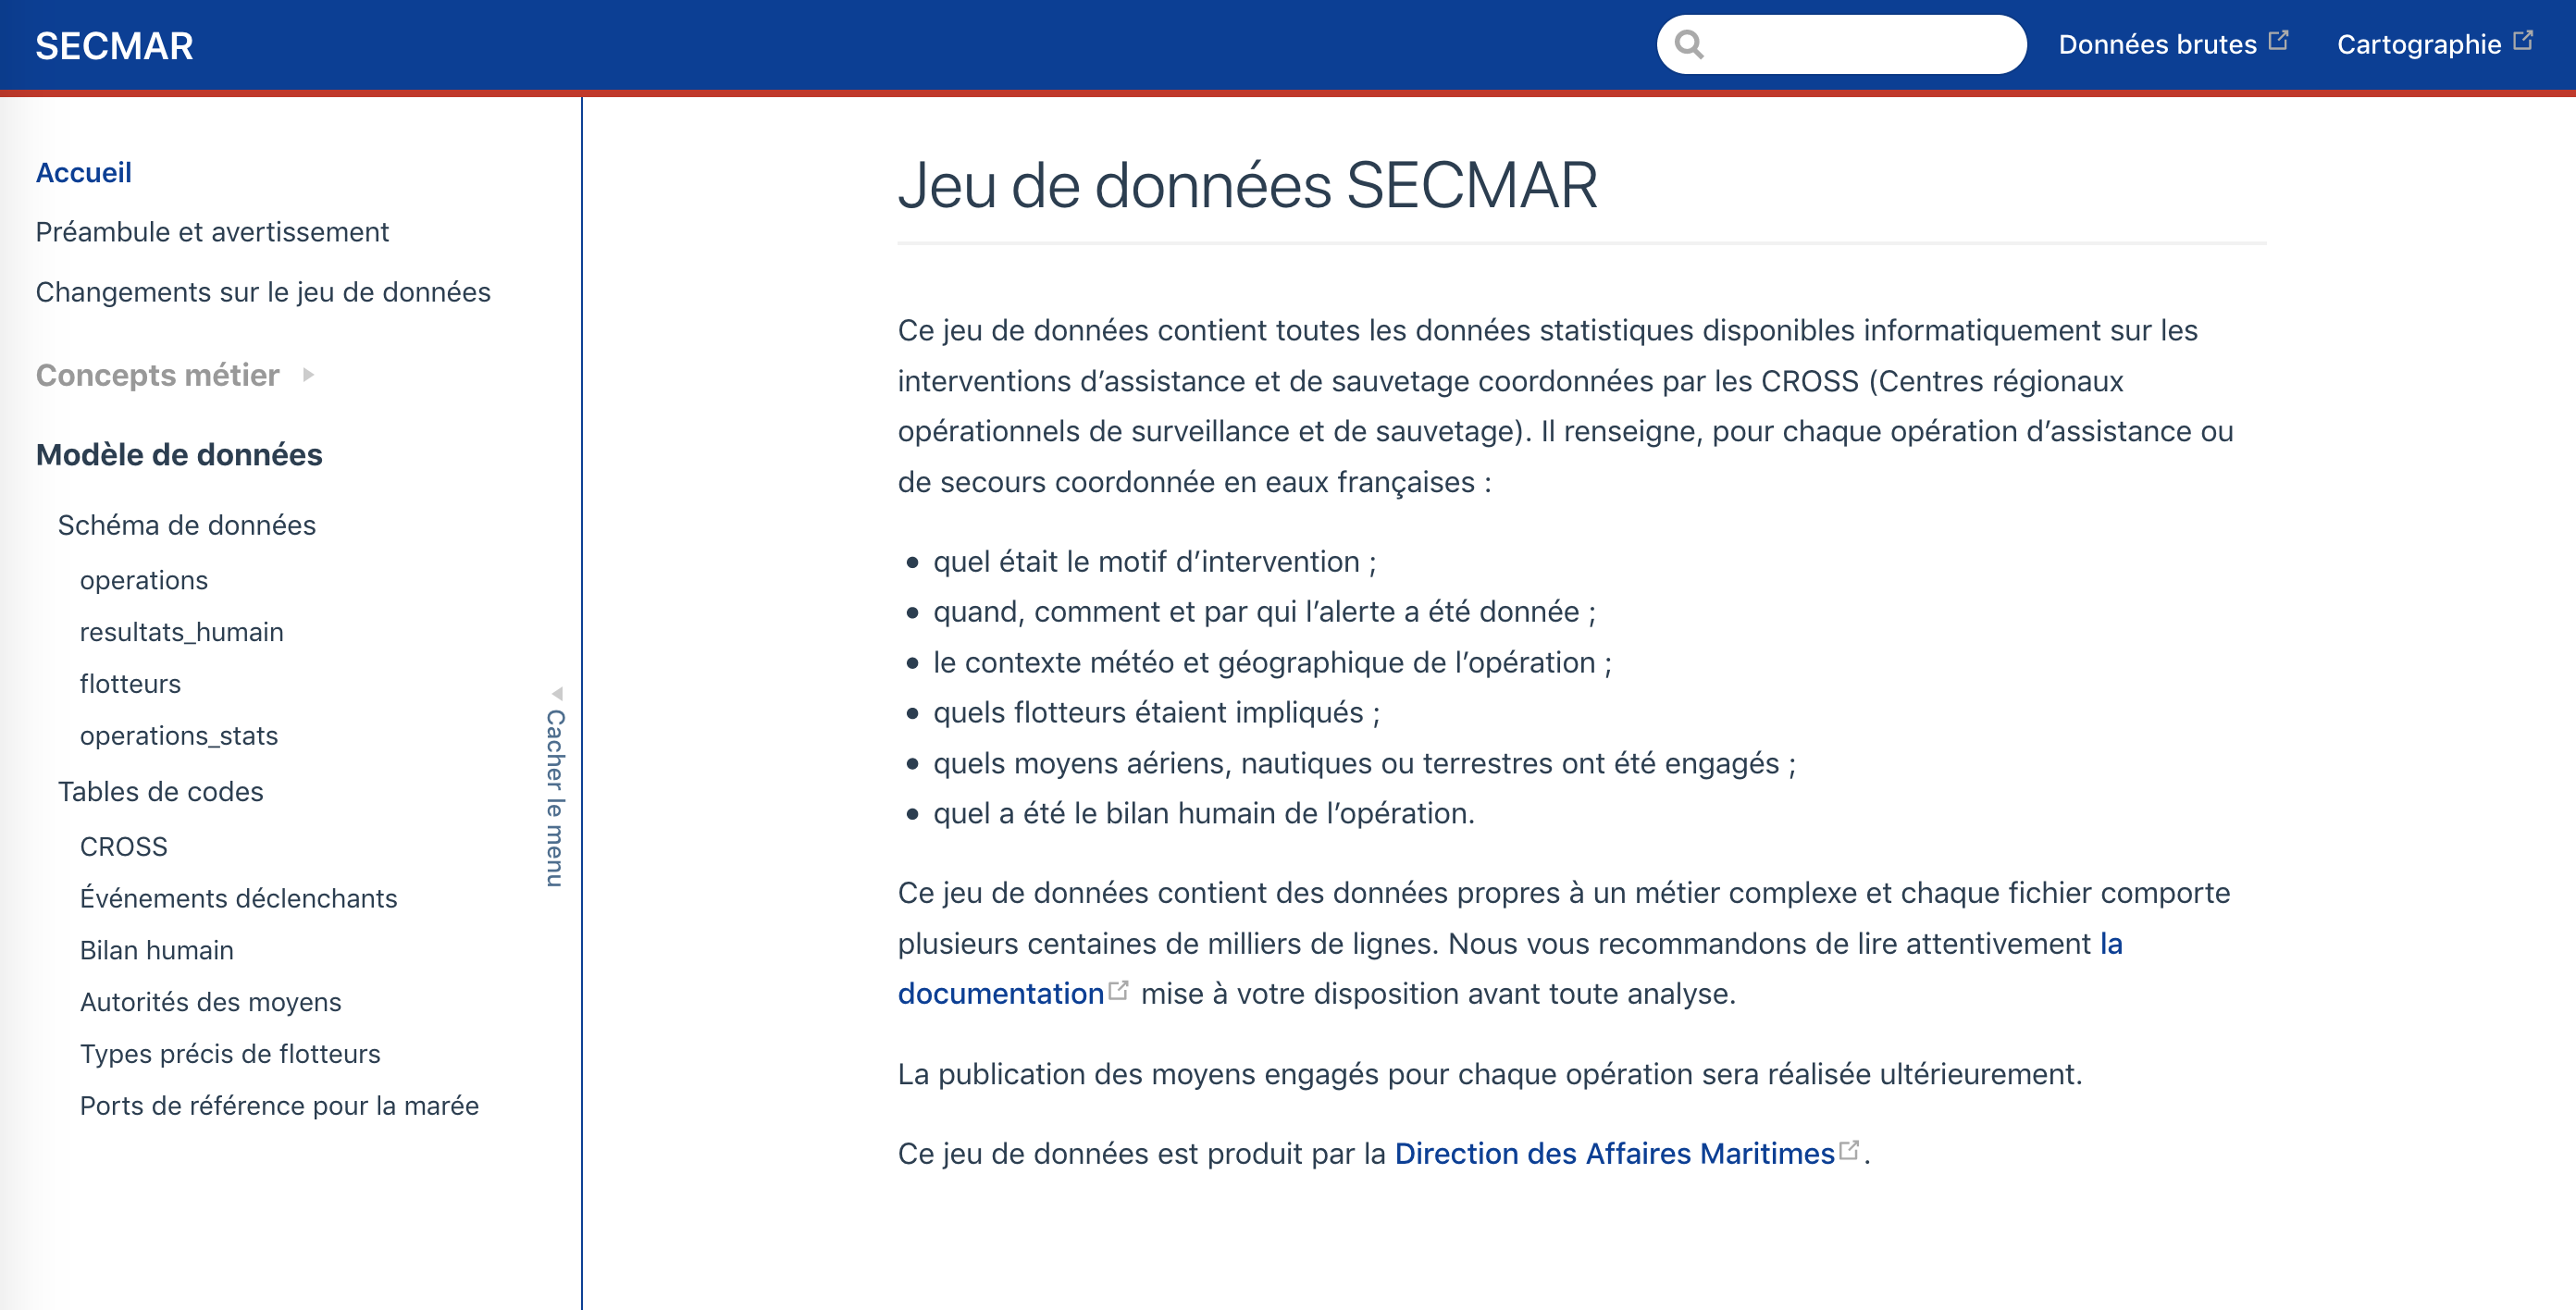 SECMAR
Données brutes
Cartographie
Accueil
Préambule et avertissement
Changements sur le jeu de données
Concepts métier
Modèle de données
Schéma de données
operations
resultats_humain
flotteurs
operations_stats
Tables de codes
CROSS
Événements déclenchants
Bilan humain
Autorités des moyens
Types précis de flotteurs
Ports de référence pour la marée
Cacher le menu
Jeu de données SECMAR
Ce jeu de données contient toutes les données statistiques disponibles informatiquement sur les
interventions d’assistance et de sauvetage coordonnées par les CROSS (Centres régionaux
opérationnels de surveillance et de sauvetage). Il renseigne, pour chaque opération d’assistance ou
de secours coordonnée en eaux françaises :
• quel était le motif d’intervention ;
• quand, comment et par qui l’alerte a été donnée ;
• le contexte météo et géographique de l’opération ;
• quels flotteurs étaient impliqués ;
• quels moyens aériens, nautiques ou terrestres ont été engagés ;
• quel a été le bilan humain de l’opération.
Ce jeu de données contient des données propres à un métier complexe et chaque fichier comporte
plusieurs centaines de milliers de lignes. Nous vous recommandons de lire attentivement la
documentation mise à votre disposition avant toute analyse.
La publication des moyens engagés pour chaque opération sera réalisée ultérieurement.
Ce jeu de données est produit par la Direction des Affaires Maritimes .